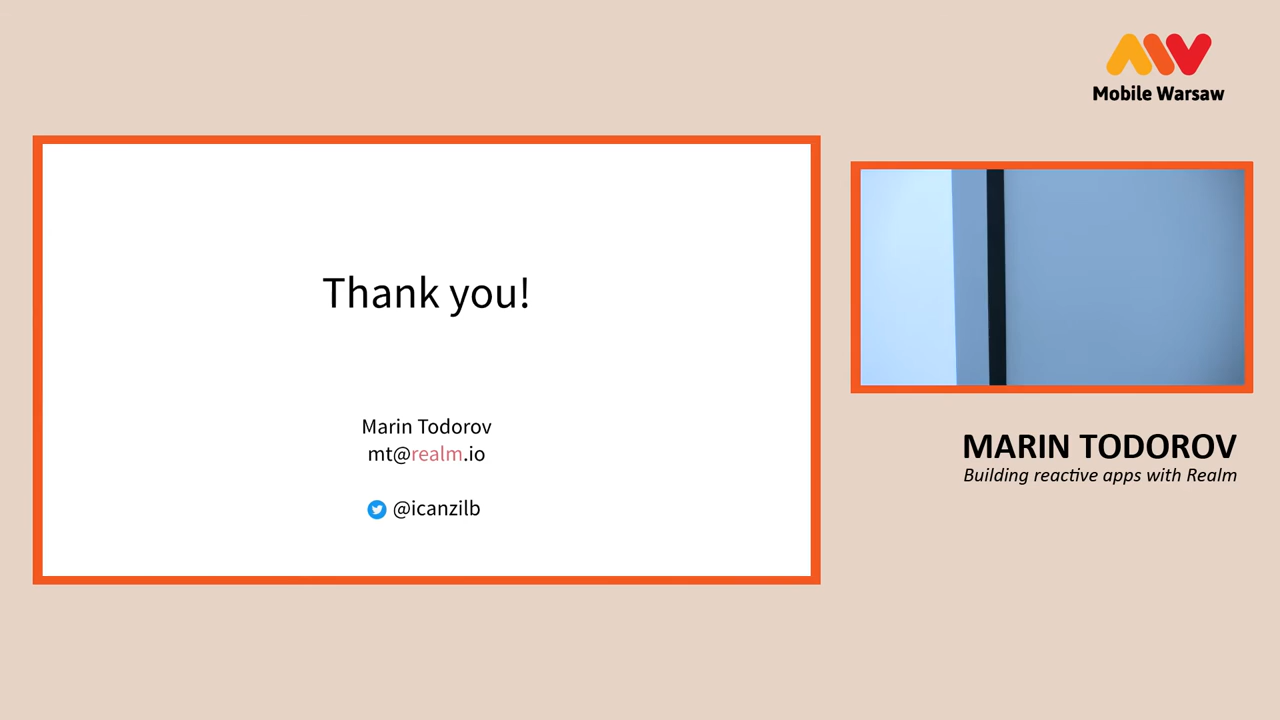 Mobile Warsaw
Thank you!
Marin Todorov
mt@realm.io
@icanzilb
MARIN TODOROV
Building reactive apps with Realm